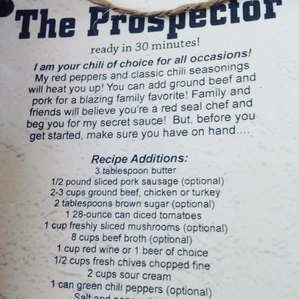 The Prospector
ready in 30 minutes!
I am your chili of choice for all occasions!
My red peppers and classic chili seasonings
will heat you up! You can add ground beef and
pork for a blazing family favorite! Family and
friends will believe you're a red seal chef and
beg you for my secret sauce! But, before you
get started, make sure you have on hand....
Recipe Additions:
3 tablespoon butter
1/2 pound sliced pork sausage (optional)
2-3 cups ground beef, chicken or turkey
2 tablespoons brown sugar (optional)
1 28-ounce can diced tomatoes
1 cup freshly sliced mushrooms (optional)
8 cups beef broth (optional)
1 cup red wine or 1 beer of choice
1/2 cups fresh chives chopped fine
2 cups sour cream
1 can green chili peppers (optional)
Salt and